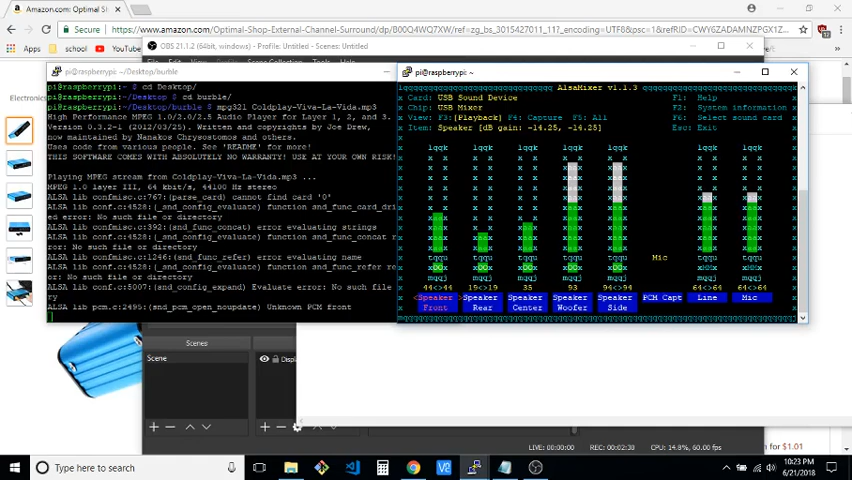 Amazon.com: Optimal Sh
Secure
https://www.amazon.com/Optimal-Shop-External-Channel-Surround/dp/B00Q4WQ7XW/ref=zg_bs_3015427011_11?_encoding=UTF8&psc=1&refRID=CWY6ZADAMNZPGX1Z
Apps
school
YouTube
OBS 21.1.2 (64bit, windows) - Profile: Untitled - Scenes: Untitled
Electronics
pi@raspberrypi: ~/Desktop/burble
pi@raspberrypi:~ $ cd Desktop/
pi@raspberrypi:~/Desktop $ cd burble/
pi@raspberrypi:~/Desktop/burble $ mpg321 Coldplay-Viva-La-Vida.mp3
High Performance MPEG 1.0/2.0/2.5 Audio Player for Layer 1, 2, and 3.
Version 0.3.2-1 (2012/03/25). Written and copyrights by Joe Drew,
now maintained by Nanakos Chrysostomos and others.
Uses code from various people. See 'README' for more!
THIS SOFTWARE COMES WITH ABSOLUTELY NO WARRANTY! USE AT YOUR OWN RISK!
Playing MPEG stream from Coldplay-Viva-La-Vida.mp3 ...
MPEG 1.0 layer III, 64 kbit/s, 44100 Hz stereo
ALSA lib confmisc.c:767:(parse_card) cannot find card '0'
ALSA lib conf.c:4528:(_snd_config_evaluate) function snd_func_card_dri
ed error: No such file or directory
ALSA lib confmisc.c:392:(snd_func_concat) error evaluating strings
ALSA lib conf.c:4528:(_snd_config_evaluate) function snd_func_concat r
error: No such file or directory
ALSA lib confmisc.c:1246:(snd_func_refer) error evaluating name
ALSA lib conf.c:4528:(_snd_config_evaluate) function snd_func_refer re
ror: No such file or directory
ALSA lib conf.c:5007:(snd_config_expand) Evaluate error: No such file
ry
ALSA lib pcm.c:2495:(snd_pcm_open_noupdate) Unknown PCM front
pi@raspberrypi: ~
AlsaMixer v1.1.3
Card: USB Sound Device
F1: Help
Chip: USB Mixer
F2: System information
View: F3:[Playback] F4: Capture F5: All
F6: Select sound card
Item: Speaker [dB gain: -14.25, -14.25]
Esc: Exit
Mic
44<>44 19<>19 35 93 94<>94 64<>64 64<>64
<Speaker> Speaker Speaker Speaker Speaker PCM Capt Line Mic
Front Rear Center Woofer Side
Scenes
Scene
Displ
LIVE: 00:00:00
REC: 00:02:38
CPU: 14.8%, 60.00 fps
for $1.01
Type here to search
10:23 PM
6/21/2018